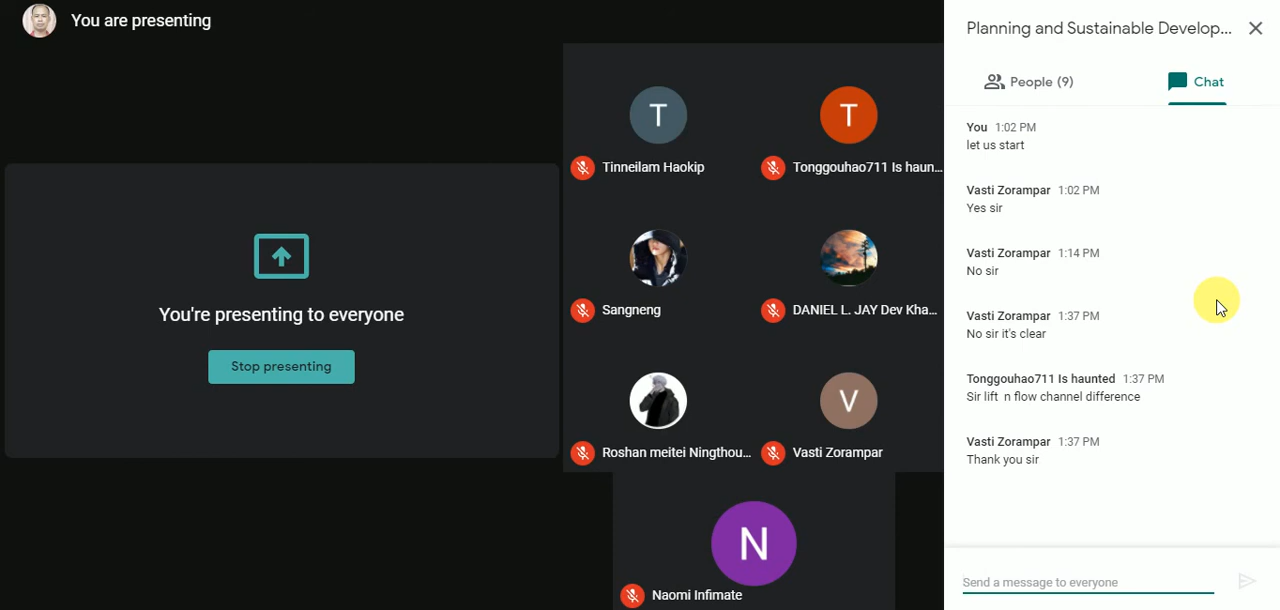 You are presenting
You're presenting to everyone
Stop presenting
T
Tinneilam Haokip
T
Tonggouhao711 Is haun...
Sangneng
DANIEL L. JAY Dev Kha...
Roshan meitei Ningthou...
V
Vasti Zorampar
N
Naomi Infimate
Planning and Sustainable Develop...
People (9)
Chat
You 1:02 PM
let us start
Vasti Zorampar 1:02 PM
Yes sir
Vasti Zorampar 1:14 PM
No sir
Vasti Zorampar 1:37 PM
No sir it's clear
Tonggouhao711 Is haunted 1:37 PM
Sir lift n flow channel difference
Vasti Zorampar 1:37 PM
Thank you sir
Send a message to everyone